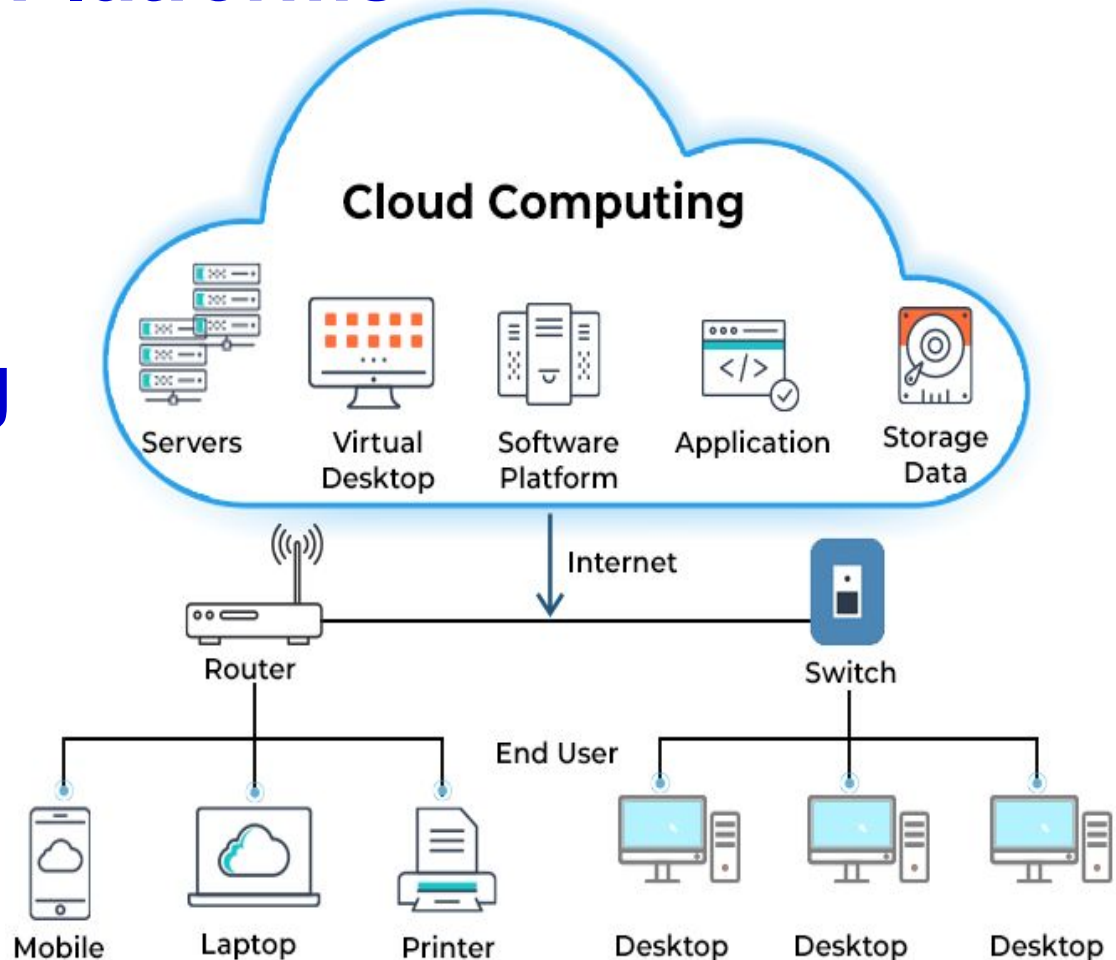 Cloud Computing
Servers
Virtual
Desktop
Software
Platform
Application
Storage
Data
Internet
Router
Switch
End User
Mobile
Laptop
Printer
Desktop
Desktop
Desktop